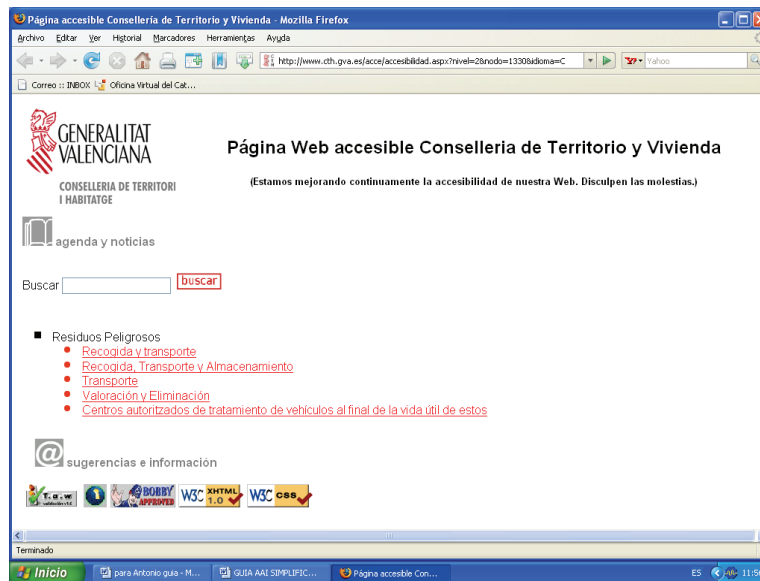 Página accesible Conselleria de Territorio y Vivienda - Mozilla Firefox
Archivo Editar Ver Historial Marcadores Herramientas Ayuda
http://www.cth.gva.es/acce/accesibilidad.aspx?nivel=2&nodo=1330&idioma=C
Yahoo
Correo :: INBOX Oficina Virtual del Cat...
GENERALITAT
VALENCIANA
CONSELLERIA DE TERRITORI
I HABITATGE
Página Web accesible Conselleria de Territorio y Vivienda
(Estamos mejorando continuamente la accesibilidad de nuestra Web. Disculpen las molestias.)
agenda y noticias
Buscar buscar
Residuos Peligrosos
Recogida y transporte
Recogida, Transporte y Almacenamiento
Transporte
Valoración y Eliminación
Centros autoritzados de tratamiento de vehículos al final de la vida útil de estos
@ sugerencias e información
T.a.w BOBBY APPROVED W3C XHTML 1.0 W3C css
Terminado
Inicio para Antonio guia - M... GUIA AAI SIMPLIFIC... Página accesible Con... ES 11:56